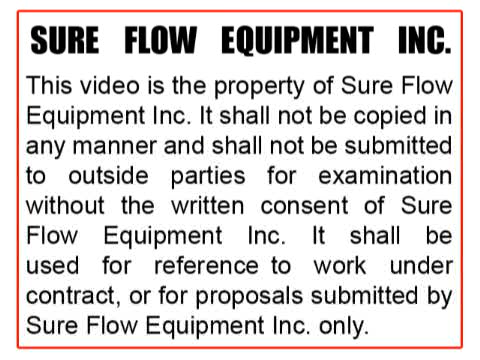 SURE FLOW EQUIPMENT INC.
This video is the property of Sure Flow
Equipment Inc. It shall not be copied in
any manner and shall not be submitted
to outside parties for examination
without the written consent of Sure
Flow Equipment Inc. It shall be
used for reference to work under
contract, or for proposals submitted by
Sure Flow Equipment Inc. only.